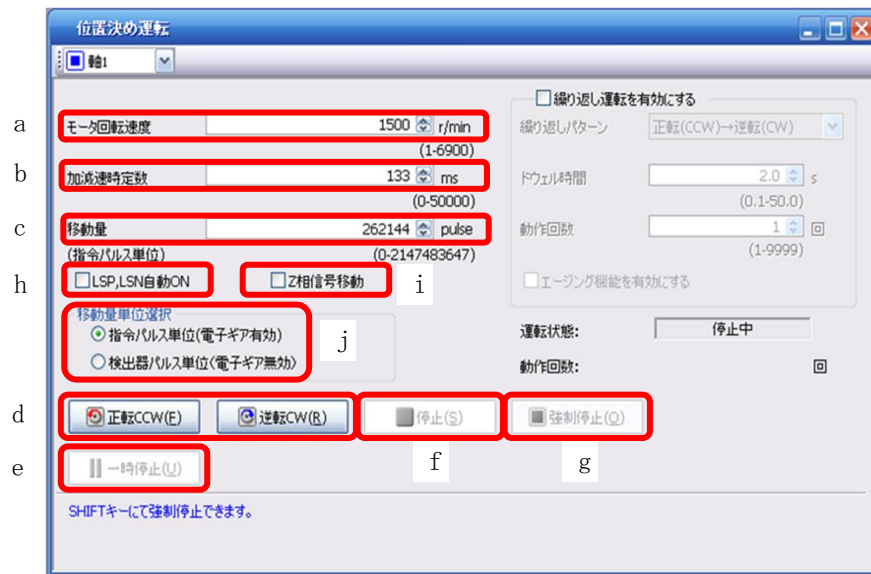 位置決め運転
軸1
繰り返し運転を有効にする
a
モータ回転速度 1500 r/min
(1-6900)
繰り返しパターン 正転(CCW)→逆転(CW)
b
加減速時定数 133 ms
(0-50000)
ドウェル時間 2.0 s
(0.1-50.0)
c
移動量 262144 pulse
(指令パルス単位) (0-2147483647)
動作回数 1 回
(1-9999)
h
LSP,LSN自動ON
Z相信号移動
i
エージング機能を有効にする
移動量単位選択
指令パルス単位(電子ギア有効)
検出器パルス単位(電子ギア無効)
j
運転状態: 停止中
動作回数: 回
d
正転CCW(F)
逆転CW(R)
停止(S)
強制停止(O)
f
g
e
一時停止(U)
SHIFTキーにて強制停止できます。